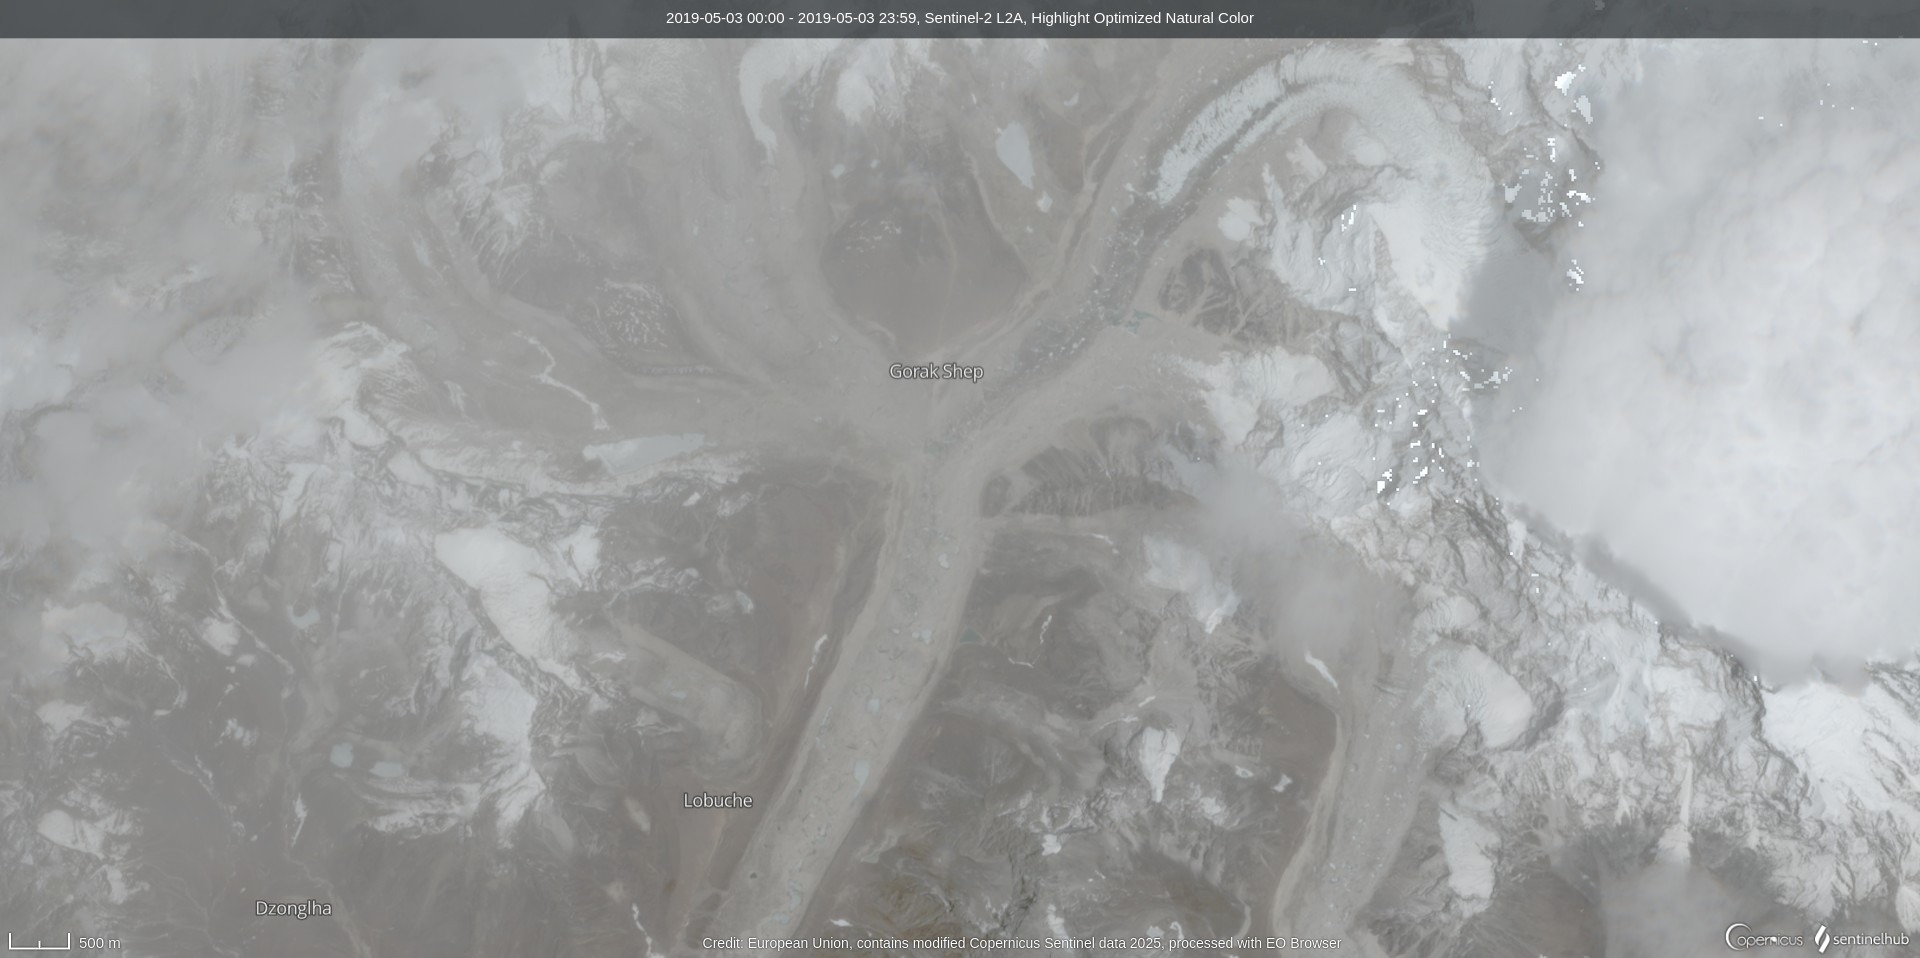 2019-05-03 00:00 - 2019-05-03 23:59, Sentinel-2 L2A, Highlight Optimized Natural Color
Gorak Shep
Lobuche
Dzonglha
500 m
Credit: European Union, contains modified Copernicus Sentinel data 2025, processed with EO Browser
Copernicus
sentinelhub